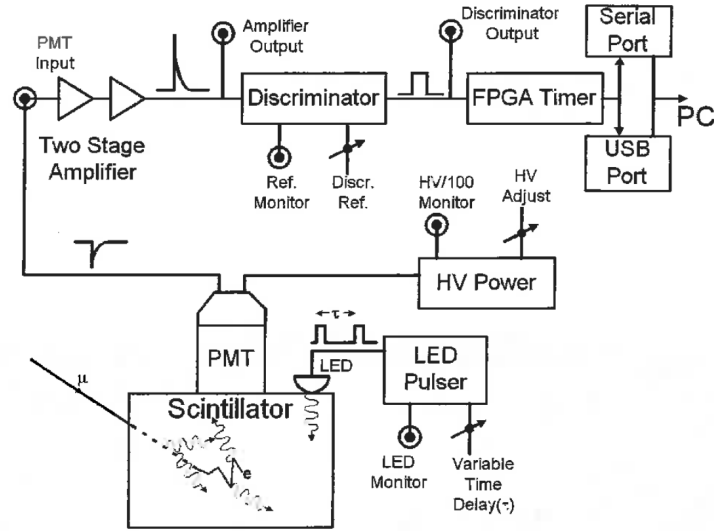 PMT
Input
Amplifier
Output
Discriminator
Output
Serial
Port
Discriminator
FPGA Timer
PC
Two Stage
Amplifier
Ref.
Monitor
Discr.
Ref.
HV/100
Monitor
HV
Adjust
USB
Port
HV Power
τ
PMT
LED
LED
Pulser
μ
Scintillator
e
LED
Monitor
Variable
Time
Delay(τ)